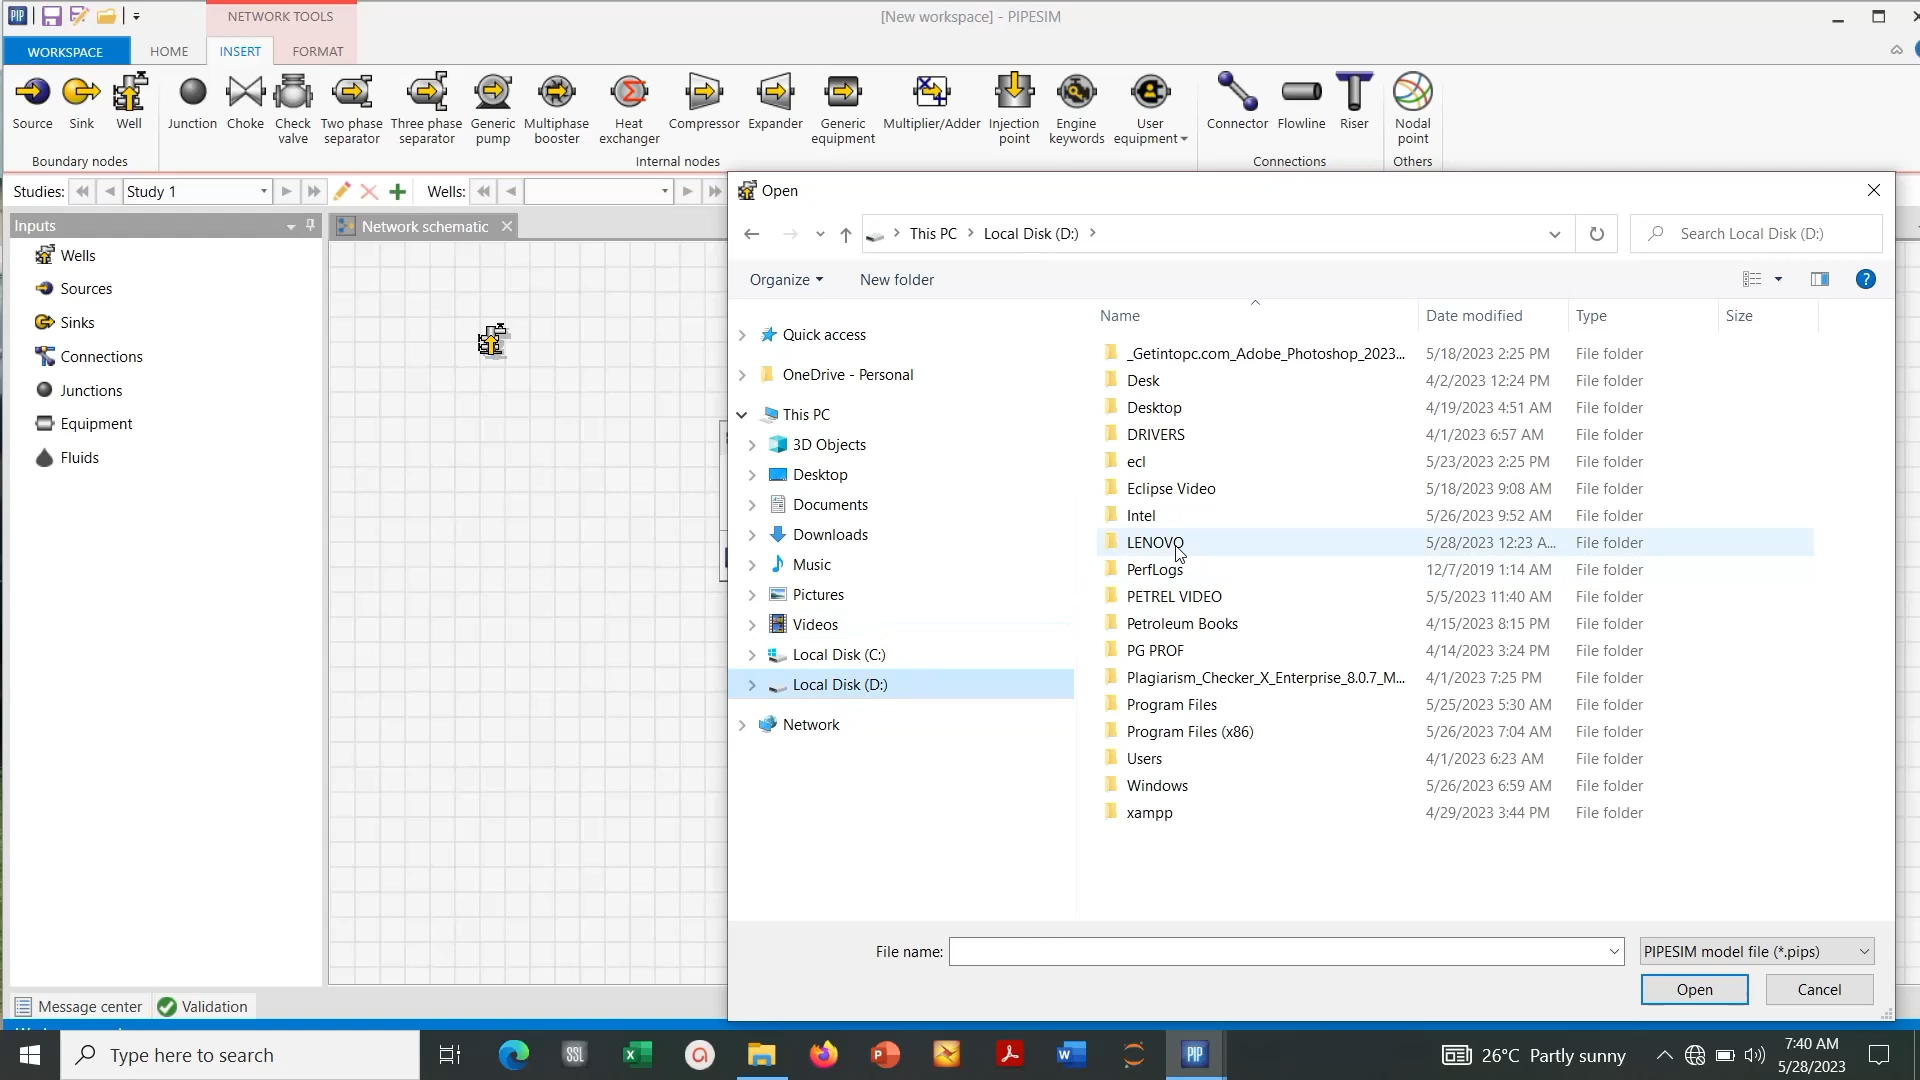 PIP
NETWORK TOOLS
[New workspace] - PIPESIM
WORKSPACE
HOME
INSERT
FORMAT
Source
Sink
Well
Junction
Choke
Check valve
Two phase separator
Three phase separator
Generic pump
Multiphase booster
Heat exchanger
Compressor
Expander
Generic equipment
Multiplier/Adder
Injection point
Engine keywords
User equipment
Connector
Flowline
Riser
Nodal point
Boundary nodes
Internal nodes
Connections
Others
Studies:
Study 1
Wells:
Inputs
Wells
Sources
Sinks
Connections
Junctions
Equipment
Fluids
Network schematic
Open
This PC > Local Disk (D:) >
Search Local Disk (D:)
Organize
New folder
Quick access
OneDrive - Personal
This PC
3D Objects
Desktop
Documents
Downloads
Music
Pictures
Videos
Local Disk (C:)
Local Disk (D:)
Network
Name Date modified Type Size
_Getintopc.com_Adobe_Photoshop_2023... 5/18/2023 2:25 PM File folder
Desk 4/2/2023 12:24 PM File folder
Desktop 4/19/2023 4:51 AM File folder
DRIVERS 4/1/2023 6:57 AM File folder
ecl 5/23/2023 2:25 PM File folder
Eclipse Video 5/18/2023 9:08 AM File folder
Intel 5/26/2023 9:52 AM File folder
LENOVO 5/28/2023 12:23 A... File folder
PerfLogs 12/7/2019 1:14 AM File folder
PETREL VIDEO 5/5/2023 11:40 AM File folder
Petroleum Books 4/15/2023 8:15 PM File folder
PG PROF 4/14/2023 3:24 PM File folder
Plagiarism_Checker_X_Enterprise_8.0.7_M... 4/1/2023 7:25 PM File folder
Program Files 5/25/2023 5:30 AM File folder
Program Files (x86) 5/26/2023 7:04 AM File folder
Users 4/1/2023 6:23 AM File folder
Windows 5/26/2023 6:59 AM File folder
xampp 4/29/2023 3:44 PM File folder
File name:
PIPESIM model file (*.pips)
Open
Cancel
Message center
Validation
Type here to search
SSL
PIP
26°C Partly sunny
7:40 AM
5/28/2023